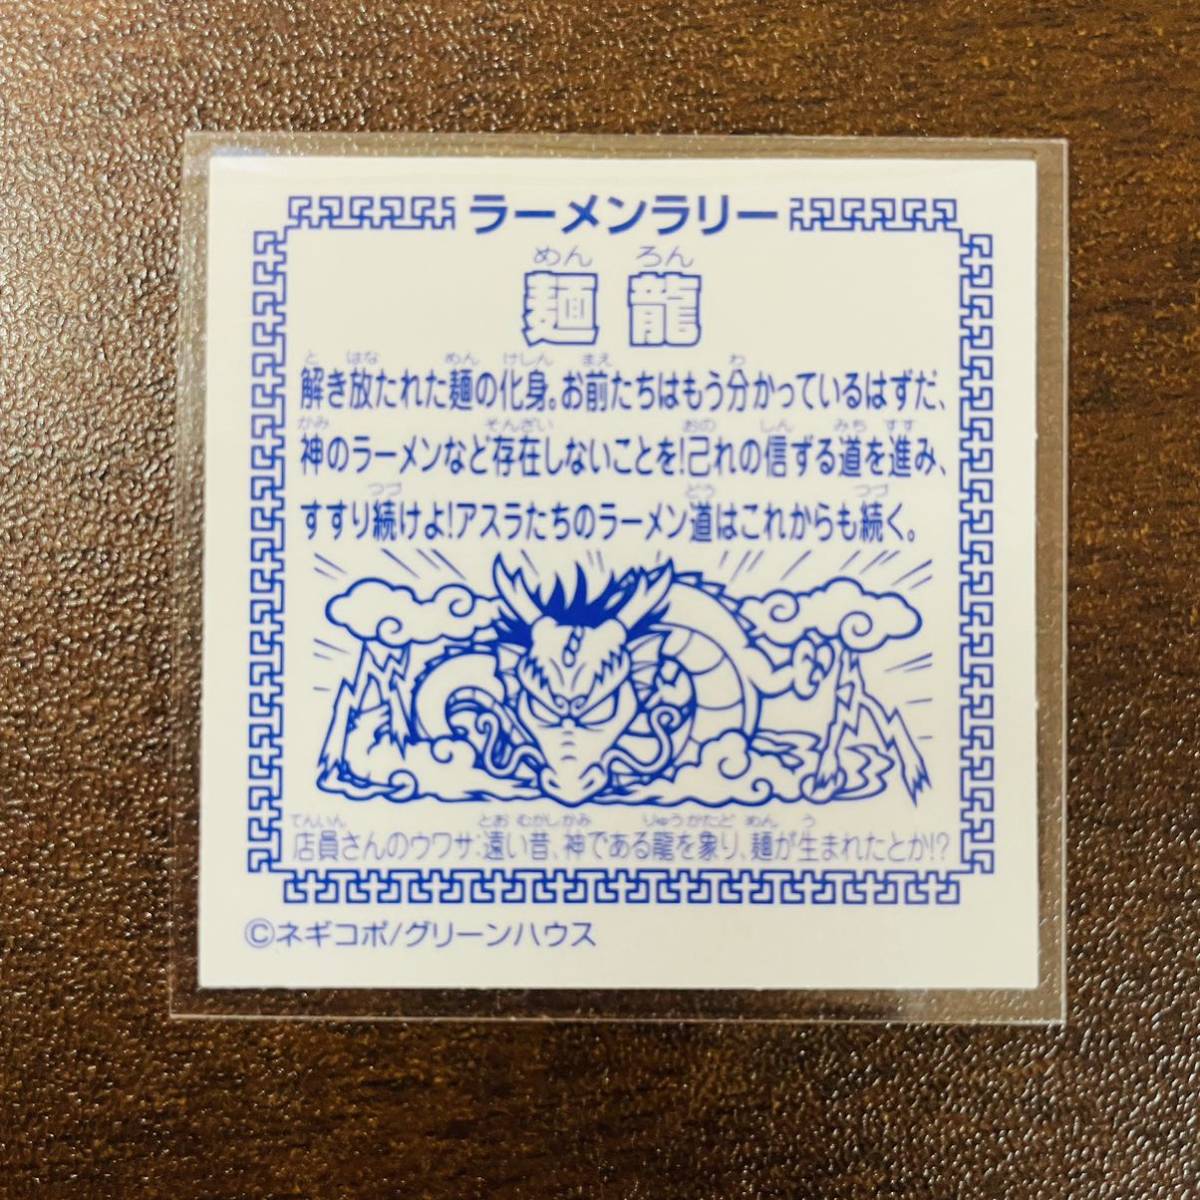 ラーメンラリー
めん ろん
麺龍
と はな めん けしん まえ わ
解き放たれた麺の化身。お前たちはもう分かっているはずだ、
かみ そんざい おの しん みち すす
神のラーメンなど存在しないことを!己れの信ずる道を進み、
つづ どう つづ
すすり続けよ!アスラたちのラーメン道はこれからも続く。
てんいん とお むかしかみ りゅうかたど めん う
店員さんのウワサ:遠い昔、神である龍を象り、麺が生まれたとか!?
©ネギコポ/グリーンハウス